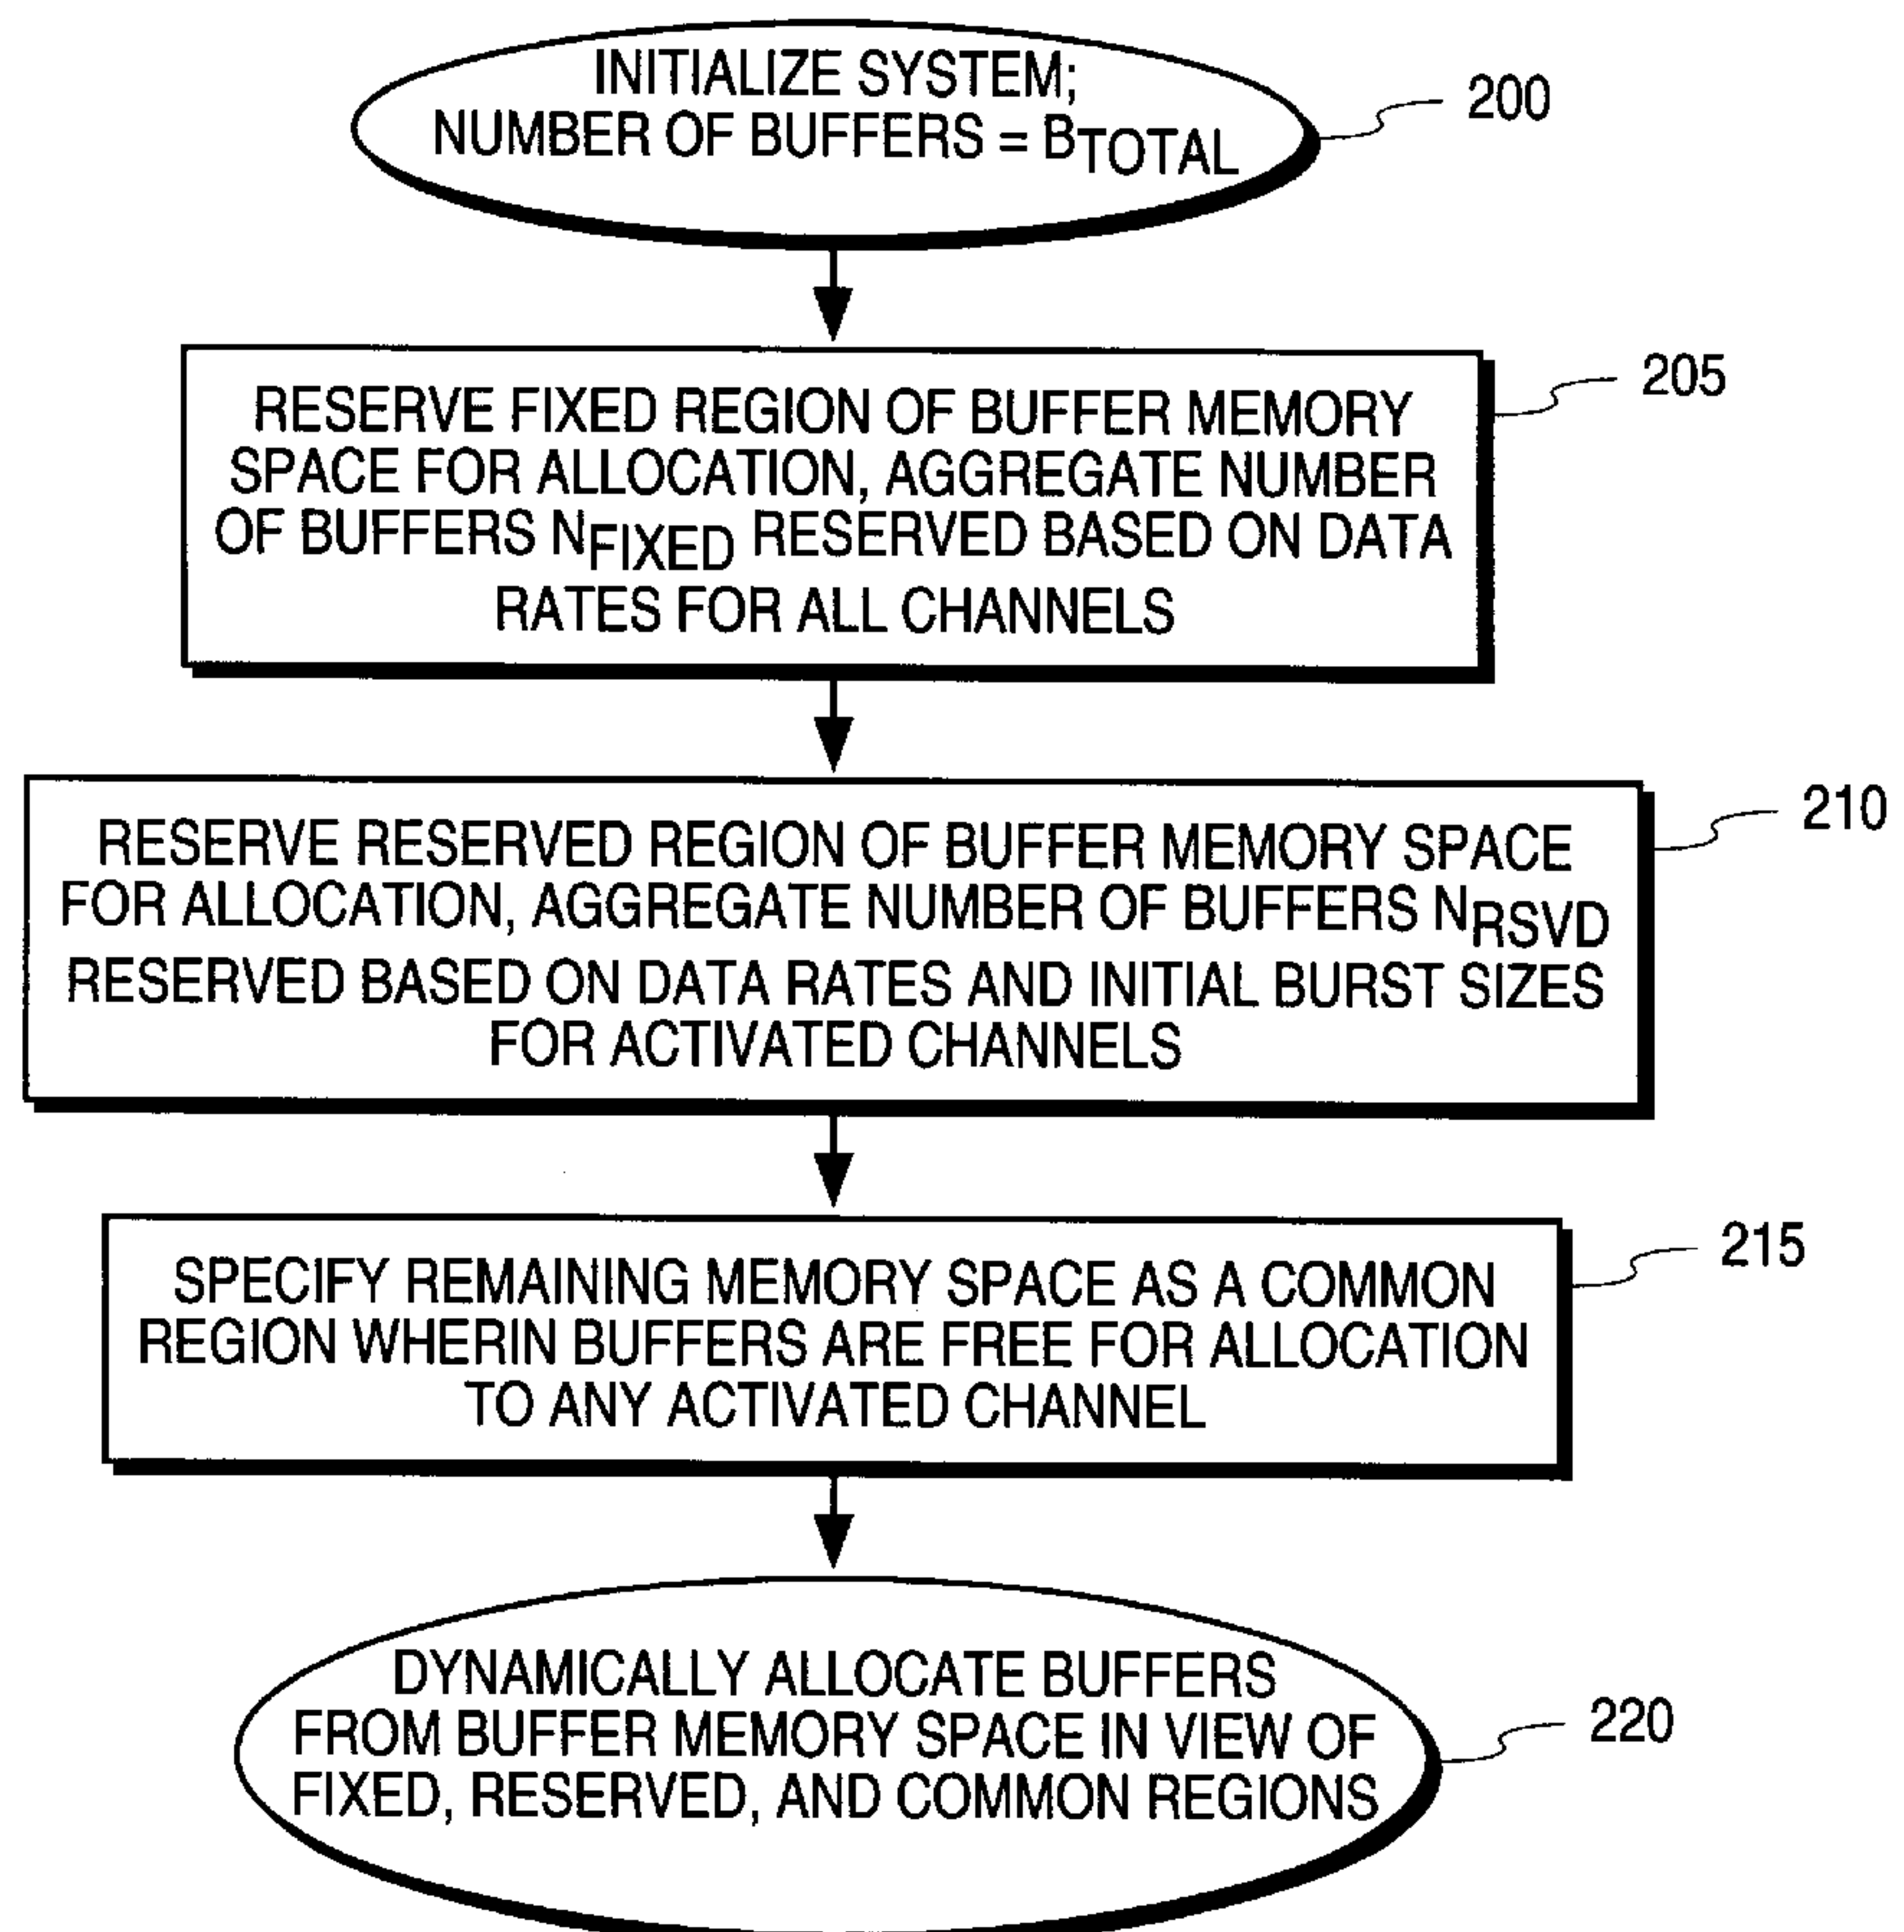 INITIALIZE SYSTEM;
NUMBER OF BUFFERS = BTOTAL
200
RESERVE FIXED REGION OF BUFFER MEMORY
SPACE FOR ALLOCATION, AGGREGATE NUMBER
OF BUFFERS NFIXED RESERVED BASED ON DATA
RATES FOR ALL CHANNELS
205
RESERVE RESERVED REGION OF BUFFER MEMORY SPACE
FOR ALLOCATION, AGGREGATE NUMBER OF BUFFERS NRSVD
RESERVED BASED ON DATA RATES AND INITIAL BURST SIZES
FOR ACTIVATED CHANNELS
210
SPECIFY REMAINING MEMORY SPACE AS A COMMON
REGION WHERIN BUFFERS ARE FREE FOR ALLOCATION
TO ANY ACTIVATED CHANNEL
215
DYNAMICALLY ALLOCATE BUFFERS
FROM BUFFER MEMORY SPACE IN VIEW OF
FIXED, RESERVED, AND COMMON REGIONS
220